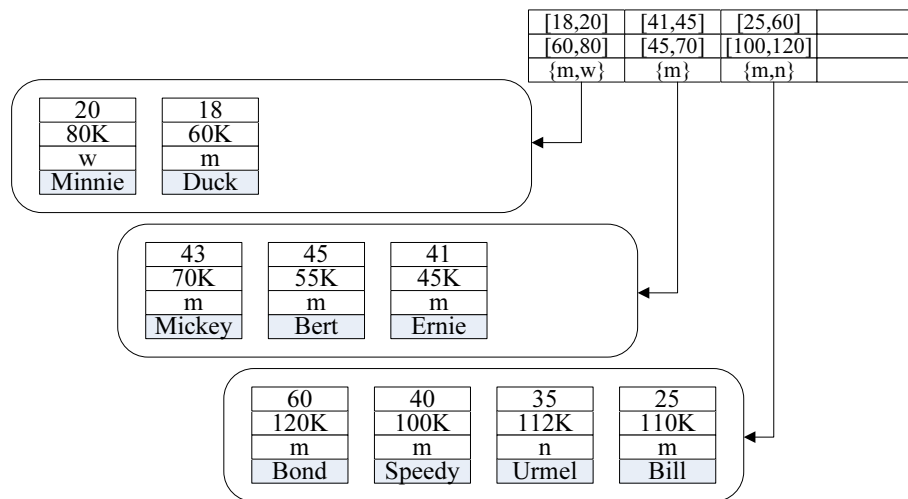 [18,20] [41,45] [25,60]
[60,80] [45,70] [100,120]
{m,w} {m} {m,n}
20 18
80K 60K
w m
Minnie Duck
43 45 41
70K 55K 45K
m m m
Mickey Bert Ernie
60 40 35 25
120K 100K 112K 110K
m m n m
Bond Speedy Urmel Bill